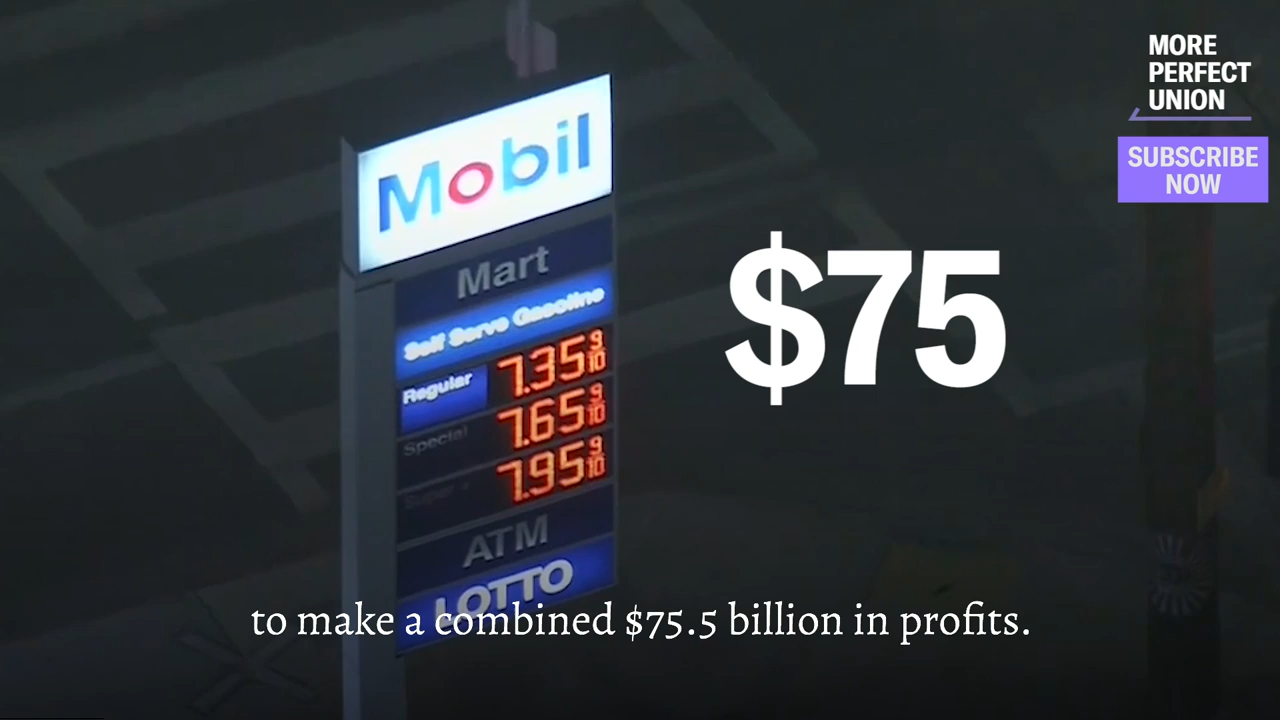 MORE
PERFECT
UNION
SUBSCRIBE
NOW
Mobil
Mart
Self Serve Gasoline
Regular 7.35 9/10
Special 7.65 9/10
Super + 7.95 9/10
ATM
LOTTO
$75
to make a combined $75.5 billion in profits.